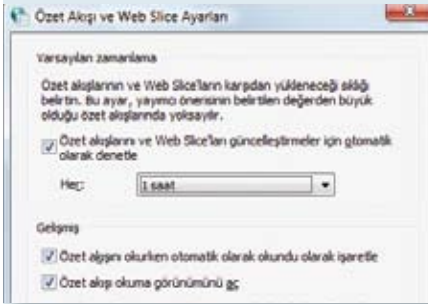 Özet Akışı ve Web Slice Ayarları
Varsayılan zamanlama
Özet akışlarının ve Web Slice'ların karşıdan yükleneceği sıklığı
belirtin. Bu ayar, yayımcı önerisinin belirtilen değerden büyük
olduğu özet akışlarında yoksayılır.
Özet akışlarını ve Web Slice'ları güncelleştirmeler için otomatik
olarak denetle
Her: 1 saat
Gelişmiş
Özet akışını okurken otomatik olarak okundu olarak işaretle
Özet akışı okuma görünümünü aç